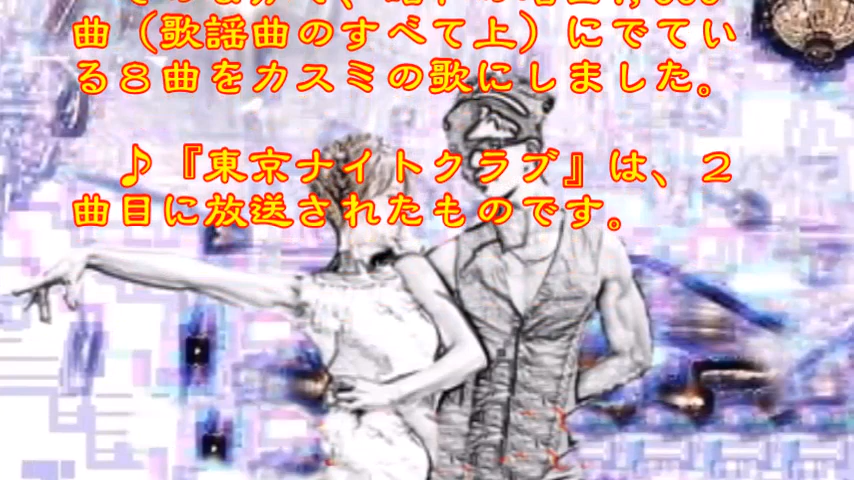 曲（歌謡曲のすべて上）にでてい
る８曲をカスミの歌にしました。
♪『東京ナイトクラブ』は、２
曲目に放送されたものです。